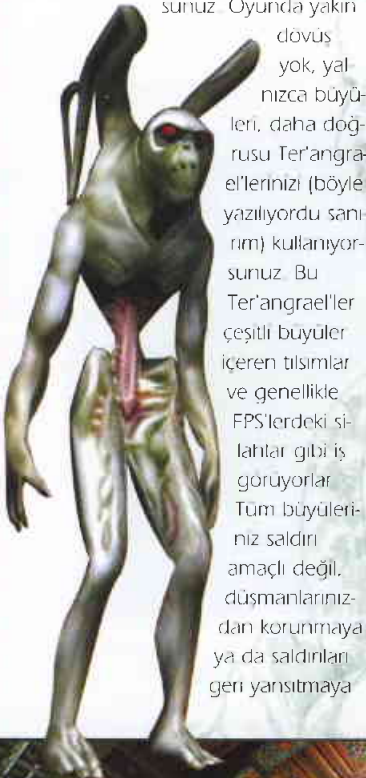 sunuz. Oyunda yakın
dövüş
yok, yal-
nızca büyü-
leri, daha doğ-
rusu Ter'angra-
el'lerinizi (böyle
yazılıyordu sanı-
rım) kullanıyor-
sunuz. Bu
Ter'angrael'ler
çeşitli büyüler
içeren tılsımlar
ve genellikle
FPS'lerdeki si-
lahlar gibi iş
görüyorlar.
Tüm büyüleri-
niz saldırı
amaçlı değil,
düşmanlarınız-
dan korunmaya
ya da saldırıları
geri yansıtmaya